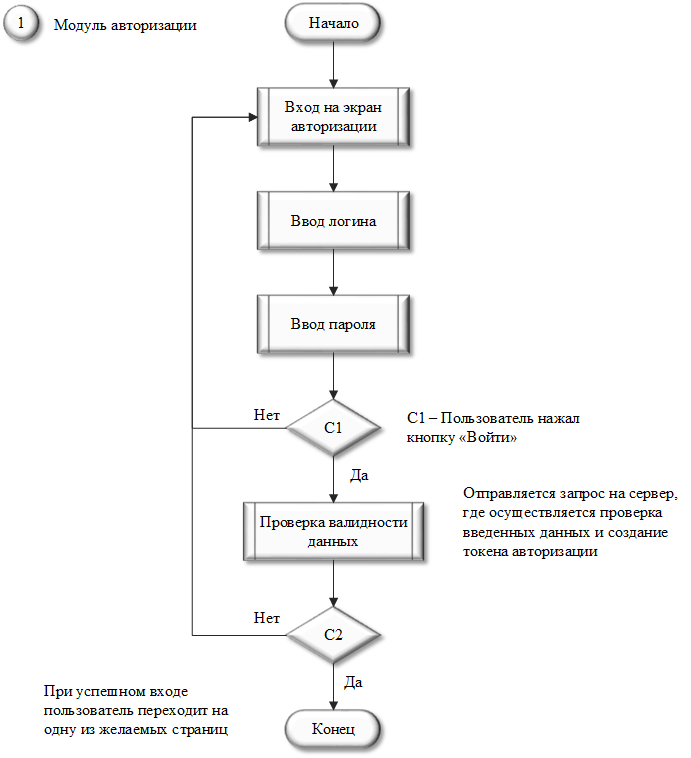 1
Модуль авторизации
Начало
Вход на экран
авторизации
Ввод логина
Ввод пароля
Нет
C1
C1 – Пользователь нажал
кнопку «Войти»
Да
Отправляется запрос на сервер,
где осуществляется проверка
введенных данных и создание
токена авторизации
Проверка валидности
данных
Нет
C2
Да
При успешном входе
пользователь переходит на
одну из желаемых страниц
Конец